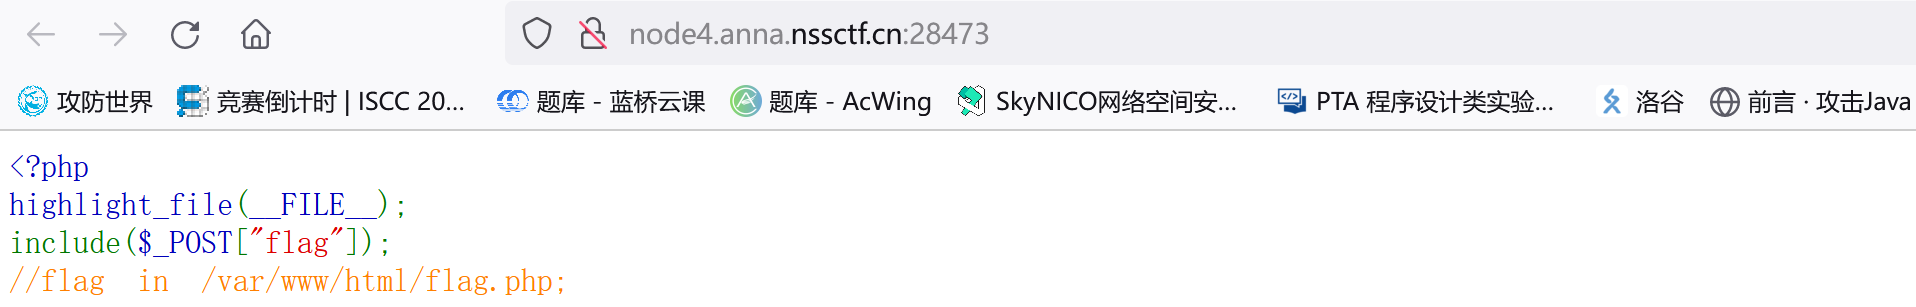 node4.anna.nssctf.cn:28473
攻防世界 竞赛倒计时 | ISCC 20... 题库 - 蓝桥云课 题库 - AcWing SkyNICO网络空间安... PTA 程序设计类实验... 洛谷 前言 · 攻击Java
<?php
highlight_file(__FILE__);
include($_POST["flag"]);
//flag in /var/www/html/flag.php;